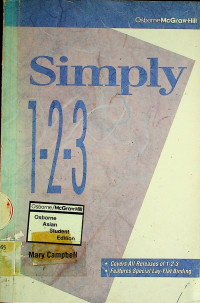 Osborne McGraw-Hill
Simply
1-2-3
Osborne/McGraw-Hill
Osborne
Asian
Student
Edition
Mary Campbell
• Covers All Releases of 1-2-3
• Features Special Lay-Flat Binding